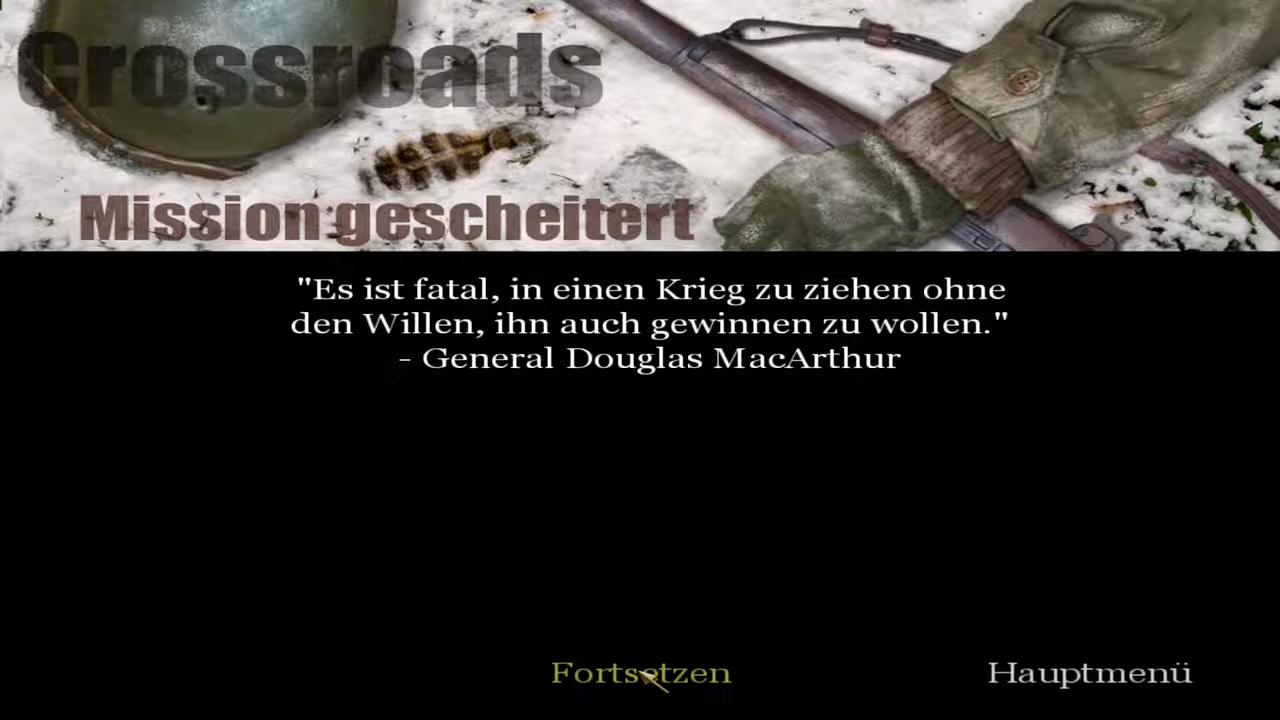 Crossroads
Mission gescheitert
"Es ist fatal, in einen Krieg zu ziehen ohne
den Willen, ihn auch gewinnen zu wollen."
- General Douglas MacArthur
Fortsetzen
Hauptmenü